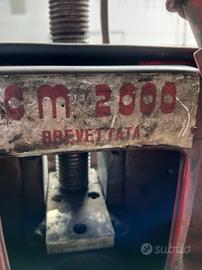 CM 2000
BREVETTATA
subito